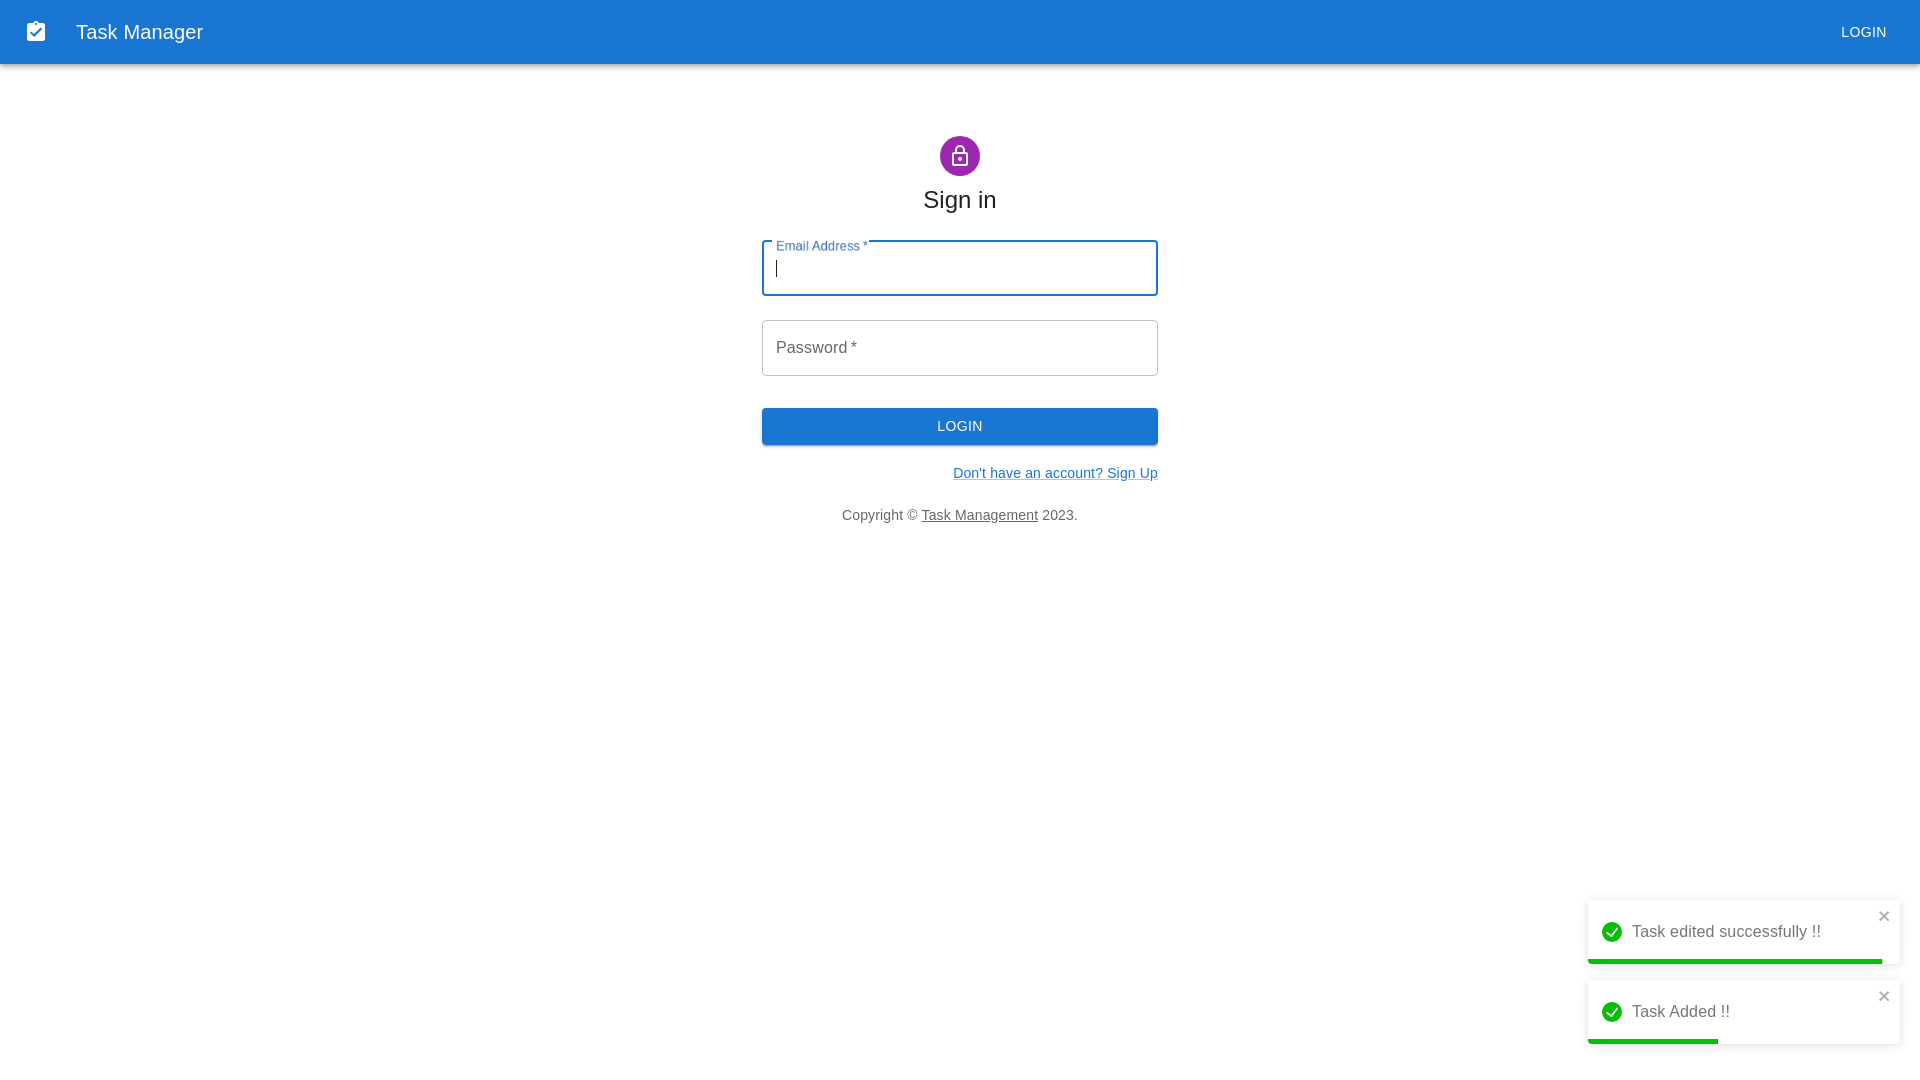 Task Manager
LOGIN
Sign in
Email Address *
Password *
LOGIN
Don't have an account? Sign Up
Copyright © Task Management 2023.
Task edited successfully !!
Task Added !!